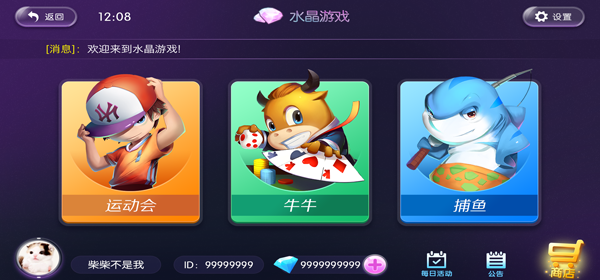 返回
12:08
水晶游戏
设置
[消息]: 欢迎来到水晶游戏!
NY
运动会
牛牛
捕鱼
柴柴不是我
ID: 99999999
9999999999
每日活动
公告
商店